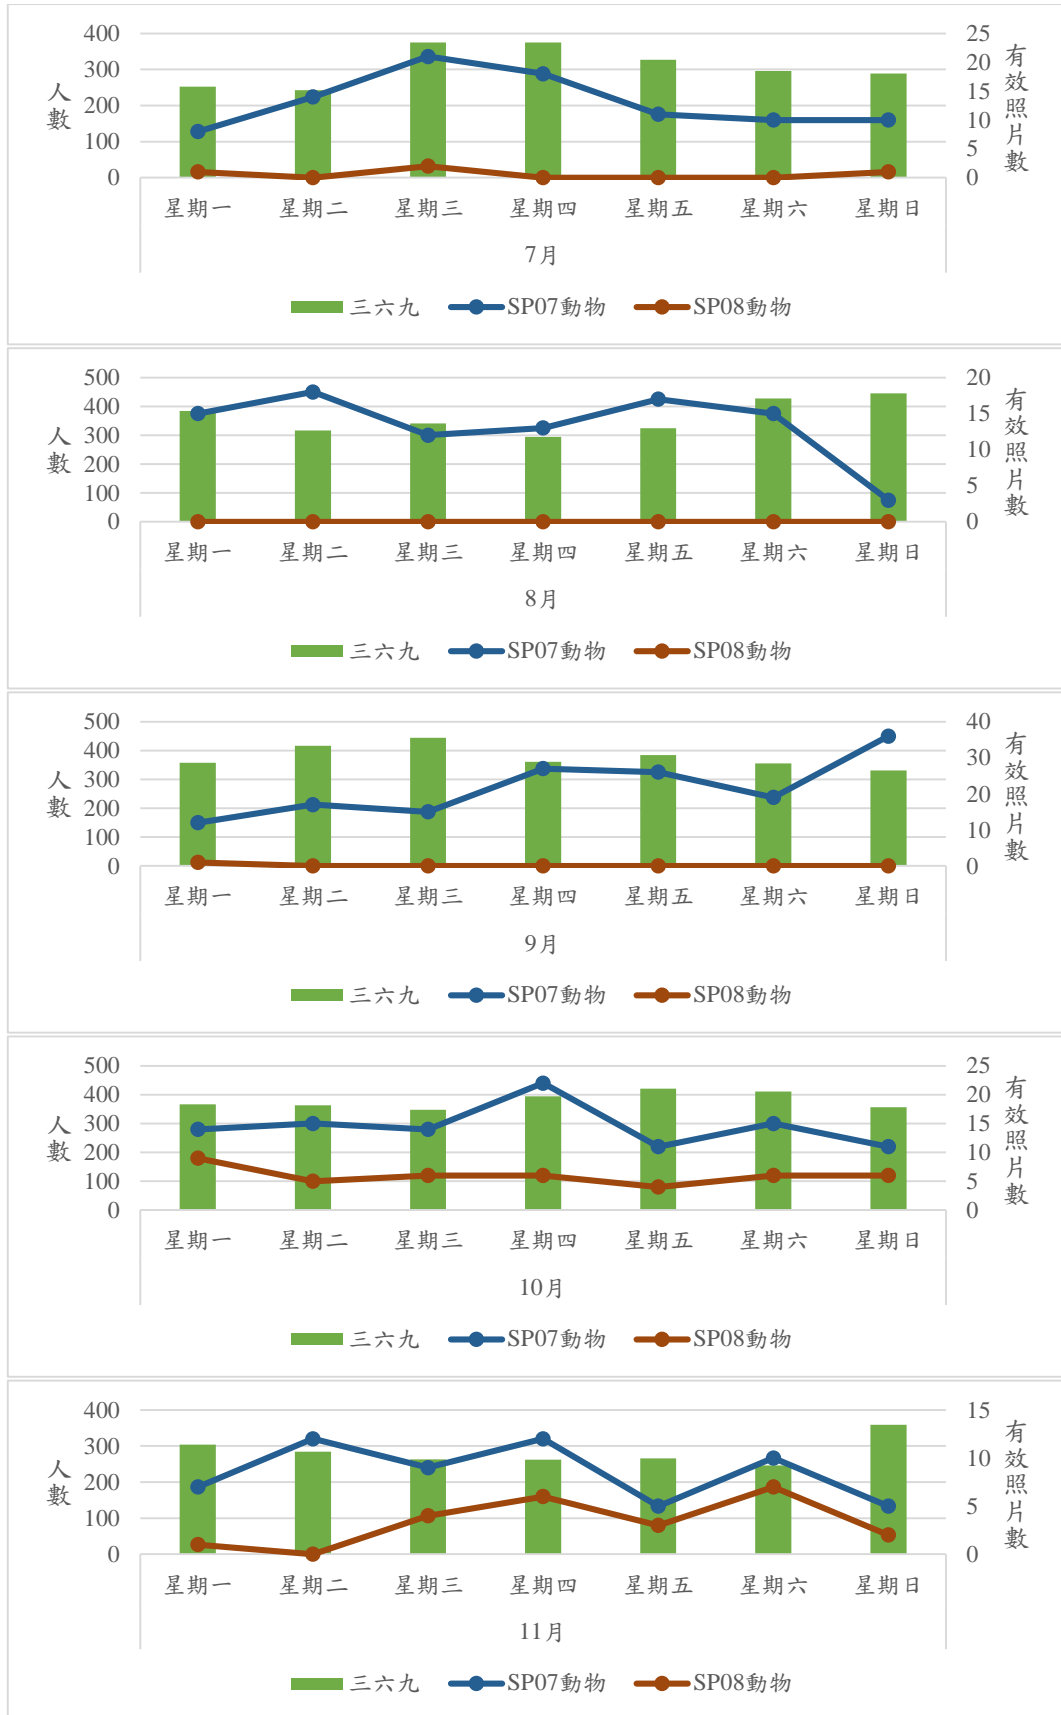 400 300 200 100 0
人數
25 20 15 10 5 0
有效照片數
星期一 星期二 星期三 星期四 星期五 星期六 星期日
7月
三六九 SP07動物 SP08動物
500 400 300 200 100 0
人數
20 15 10 5 0
有效照片數
星期一 星期二 星期三 星期四 星期五 星期六 星期日
8月
三六九 SP07動物 SP08動物
500 400 300 200 100 0
人數
40 30 20 10 0
有效照片數
星期一 星期二 星期三 星期四 星期五 星期六 星期日
9月
三六九 SP07動物 SP08動物
500 400 300 200 100 0
人數
25 20 15 10 5 0
有效照片數
星期一 星期二 星期三 星期四 星期五 星期六 星期日
10月
三六九 SP07動物 SP08動物
400 300 200 100 0
人數
15 10 5 0
有效照片數
星期一 星期二 星期三 星期四 星期五 星期六 星期日
11月
三六九 SP07動物 SP08動物